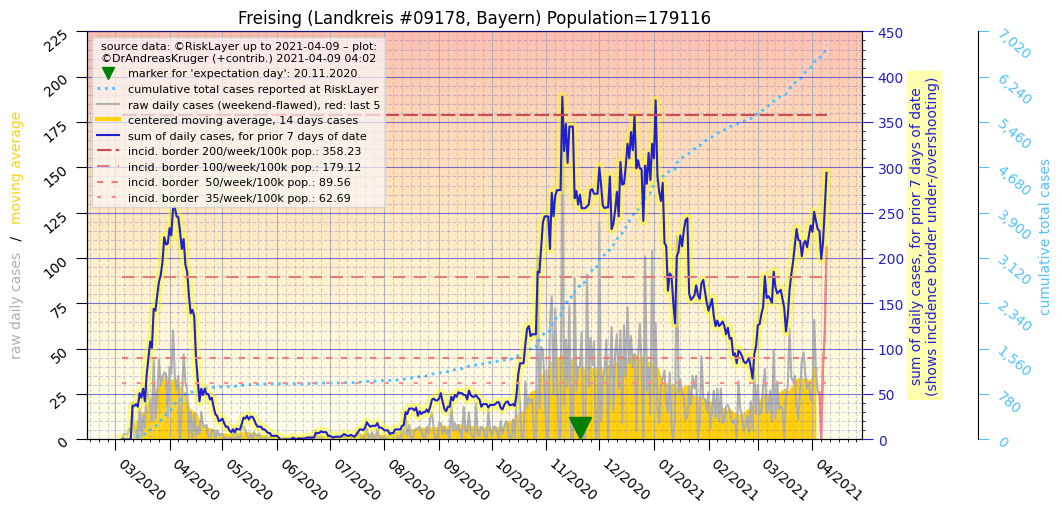 Freising (Landkreis #09178, Bayern) Population=179116
source data: ©RiskLayer up to 2021-04-09 – plot:
©DrAndreasKruger (+contrib.) 2021-04-09 04:02
marker for 'expectation day': 20.11.2020
cumulative total cases reported at RiskLayer
raw daily cases (weekend-flawed), red: last 5
centered moving average, 14 days cases
sum of daily cases, for prior 7 days of date
incid. border 200/week/100k pop.: 358.23
incid. border 100/week/100k pop.: 179.12
incid. border  50/week/100k pop.: 89.56
incid. border  35/week/100k pop.: 62.69
raw daily cases / moving average
225
200
175
150
125
100
75
50
25
0
03/2020
04/2020
05/2020
06/2020
07/2020
08/2020
09/2020
10/2020
11/2020
12/2020
01/2021
02/2021
03/2021
04/2021
450
400
350
300
250
200
150
100
50
0
sum of daily cases, for prior 7 days of date
(shows incidence border under-/overshooting)
7,020
6,240
5,460
4,680
3,900
3,120
2,340
1,560
780
0
cumulative total cases